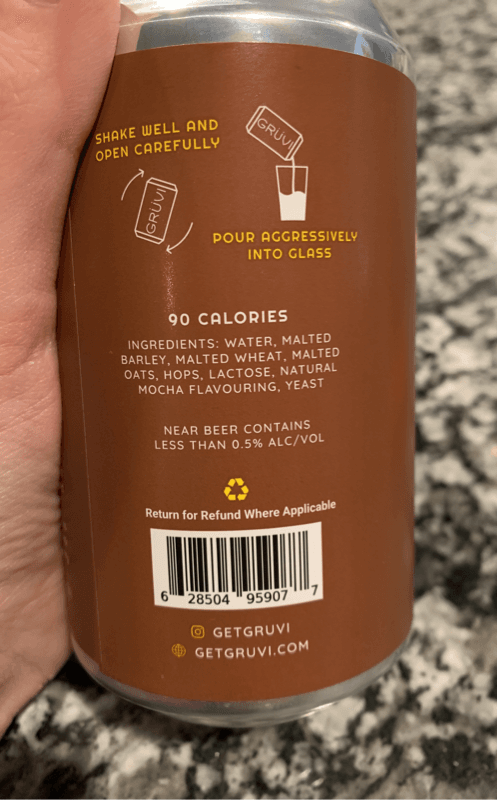 SHAKE WELL AND
OPEN CAREFULLY
GRÜVI
GRÜVI
POUR AGGRESSIVELY
INTO GLASS
90 CALORIES
INGREDIENTS: WATER, MALTED
BARLEY, MALTED WHEAT, MALTED
OATS, HOPS, LACTOSE, NATURAL
MOCHA FLAVOURING, YEAST
NEAR BEER CONTAINS
LESS THAN 0.5% ALC/VOL
Return for Refund Where Applicable
6 28504 95907 7
GETGRUVI
GETGRUVI.COM